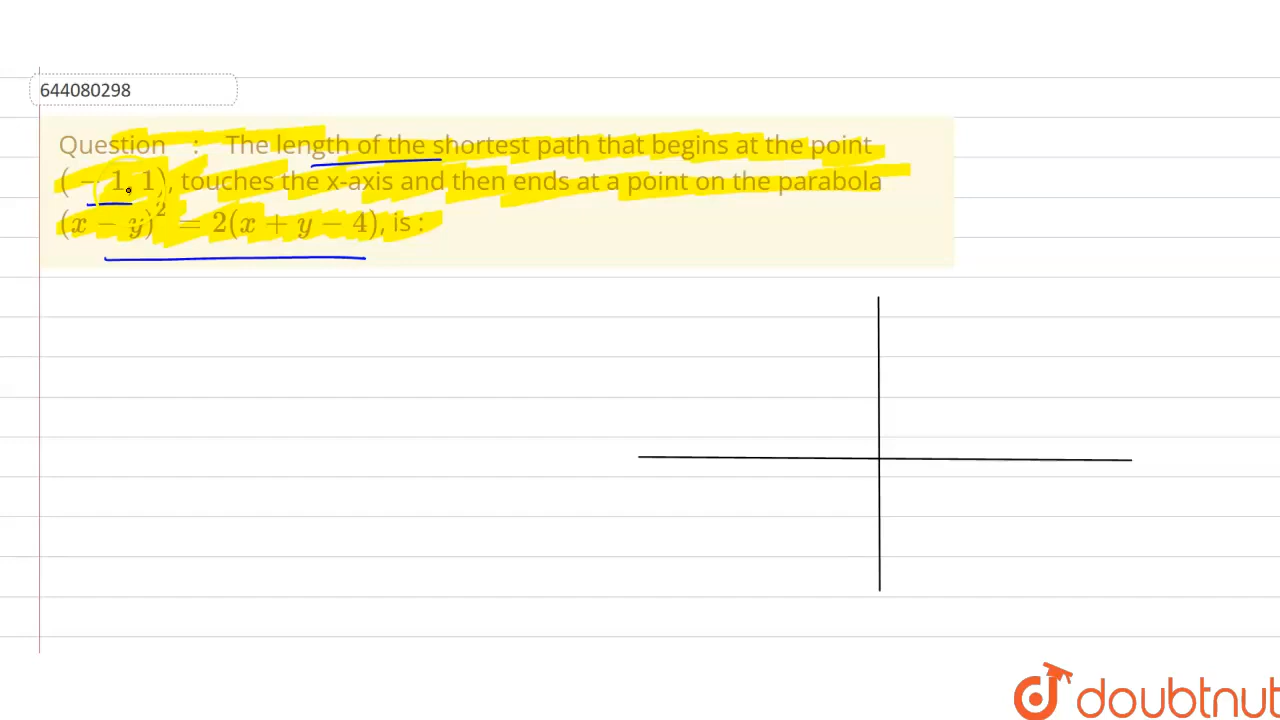 644080298
Question : The length of the shortest path that begins at the point
(−1, 1), touches the x-axis and then ends at a point on the parabola
(x − y)² = 2(x + y − 4), is :
doubtnut